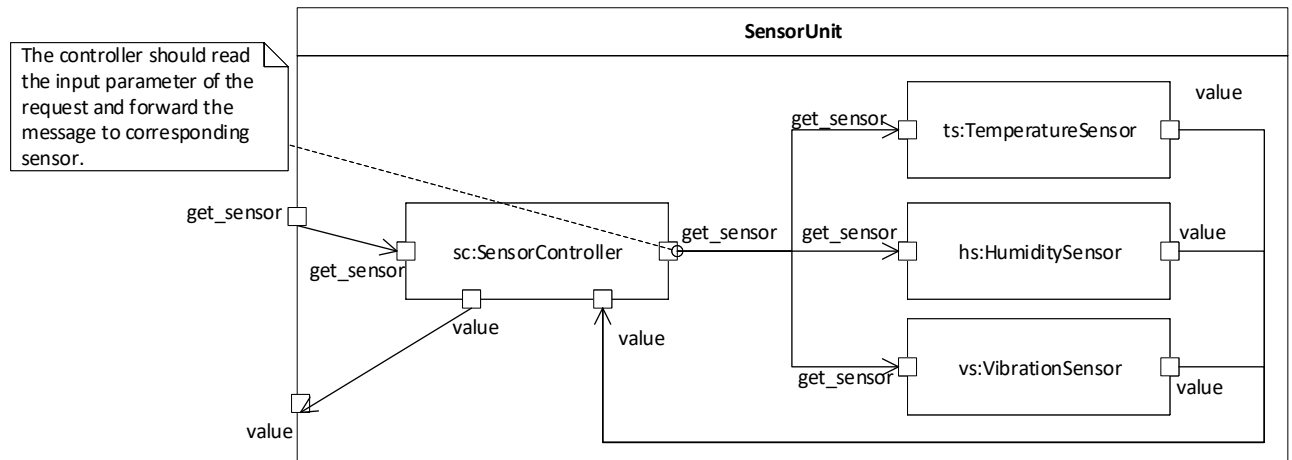 SensorUnit
The controller should read
the input parameter of the
request and forward the
message to corresponding
sensor.
value
get_sensor
ts:TemperatureSensor
get_sensor
get_sensor
get_sensor
value
sc:SensorController
hs:HumiditySensor
get_sensor
value
value
vs:VibrationSensor
get_sensor
value
value